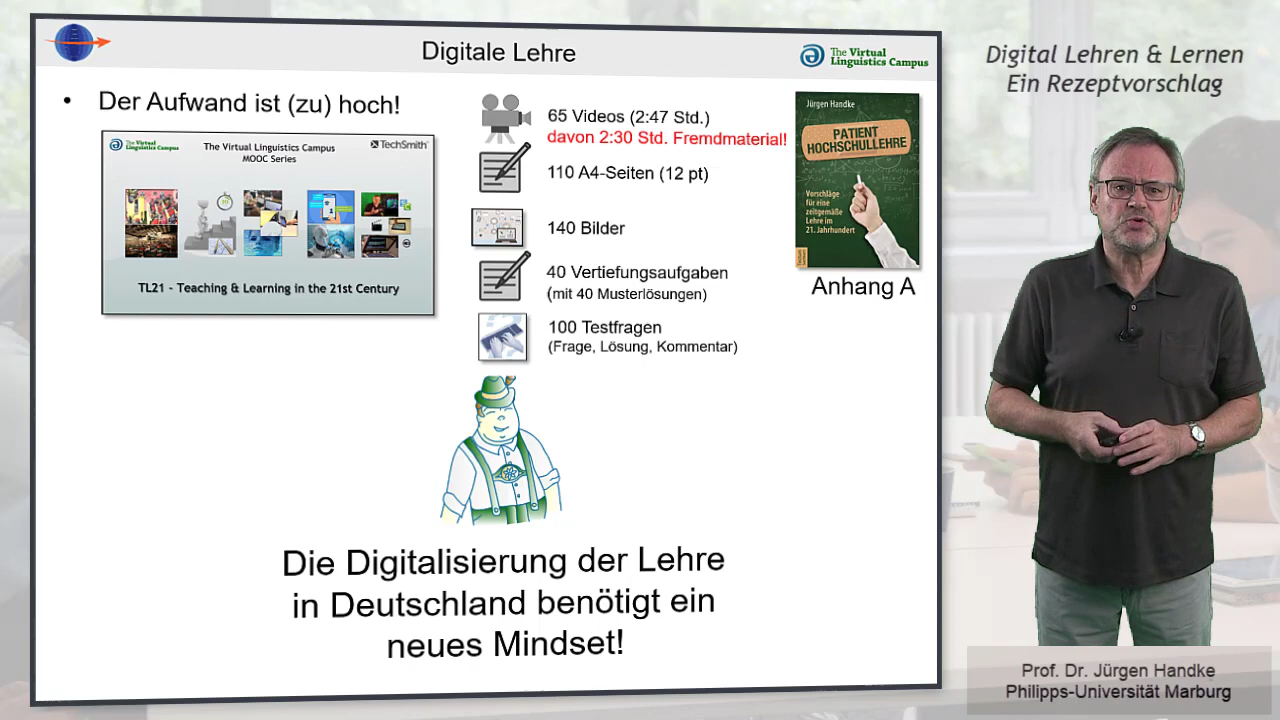 Digitale Lehre
The Virtual
Linguistics Campus
Digital Lehren & Lernen
Ein Rezeptvorschlag
• Der Aufwand ist (zu) hoch!
The Virtual
Linguistics Campus
The Virtual Linguistics Campus
MOOC Series
TechSmith
TL21 - Teaching & Learning in the 21st Century
65 Videos (2:47 Std.)
davon 2:30 Std. Fremdmaterial!
110 A4-Seiten (12 pt)
140 Bilder
40 Vertiefungsaufgaben
(mit 40 Musterlösungen)
100 Testfragen
(Frage, Lösung, Kommentar)
Jürgen Handke
PATIENT
HOCHSCHULLEHRE
Vorschläge
für eine
zeitgemäße
Lehre im
21. Jahrhundert
Anhang A
Die Digitalisierung der Lehre
in Deutschland benötigt ein
neues Mindset!
Prof. Dr. Jürgen Handke
Philipps-Universität Marburg